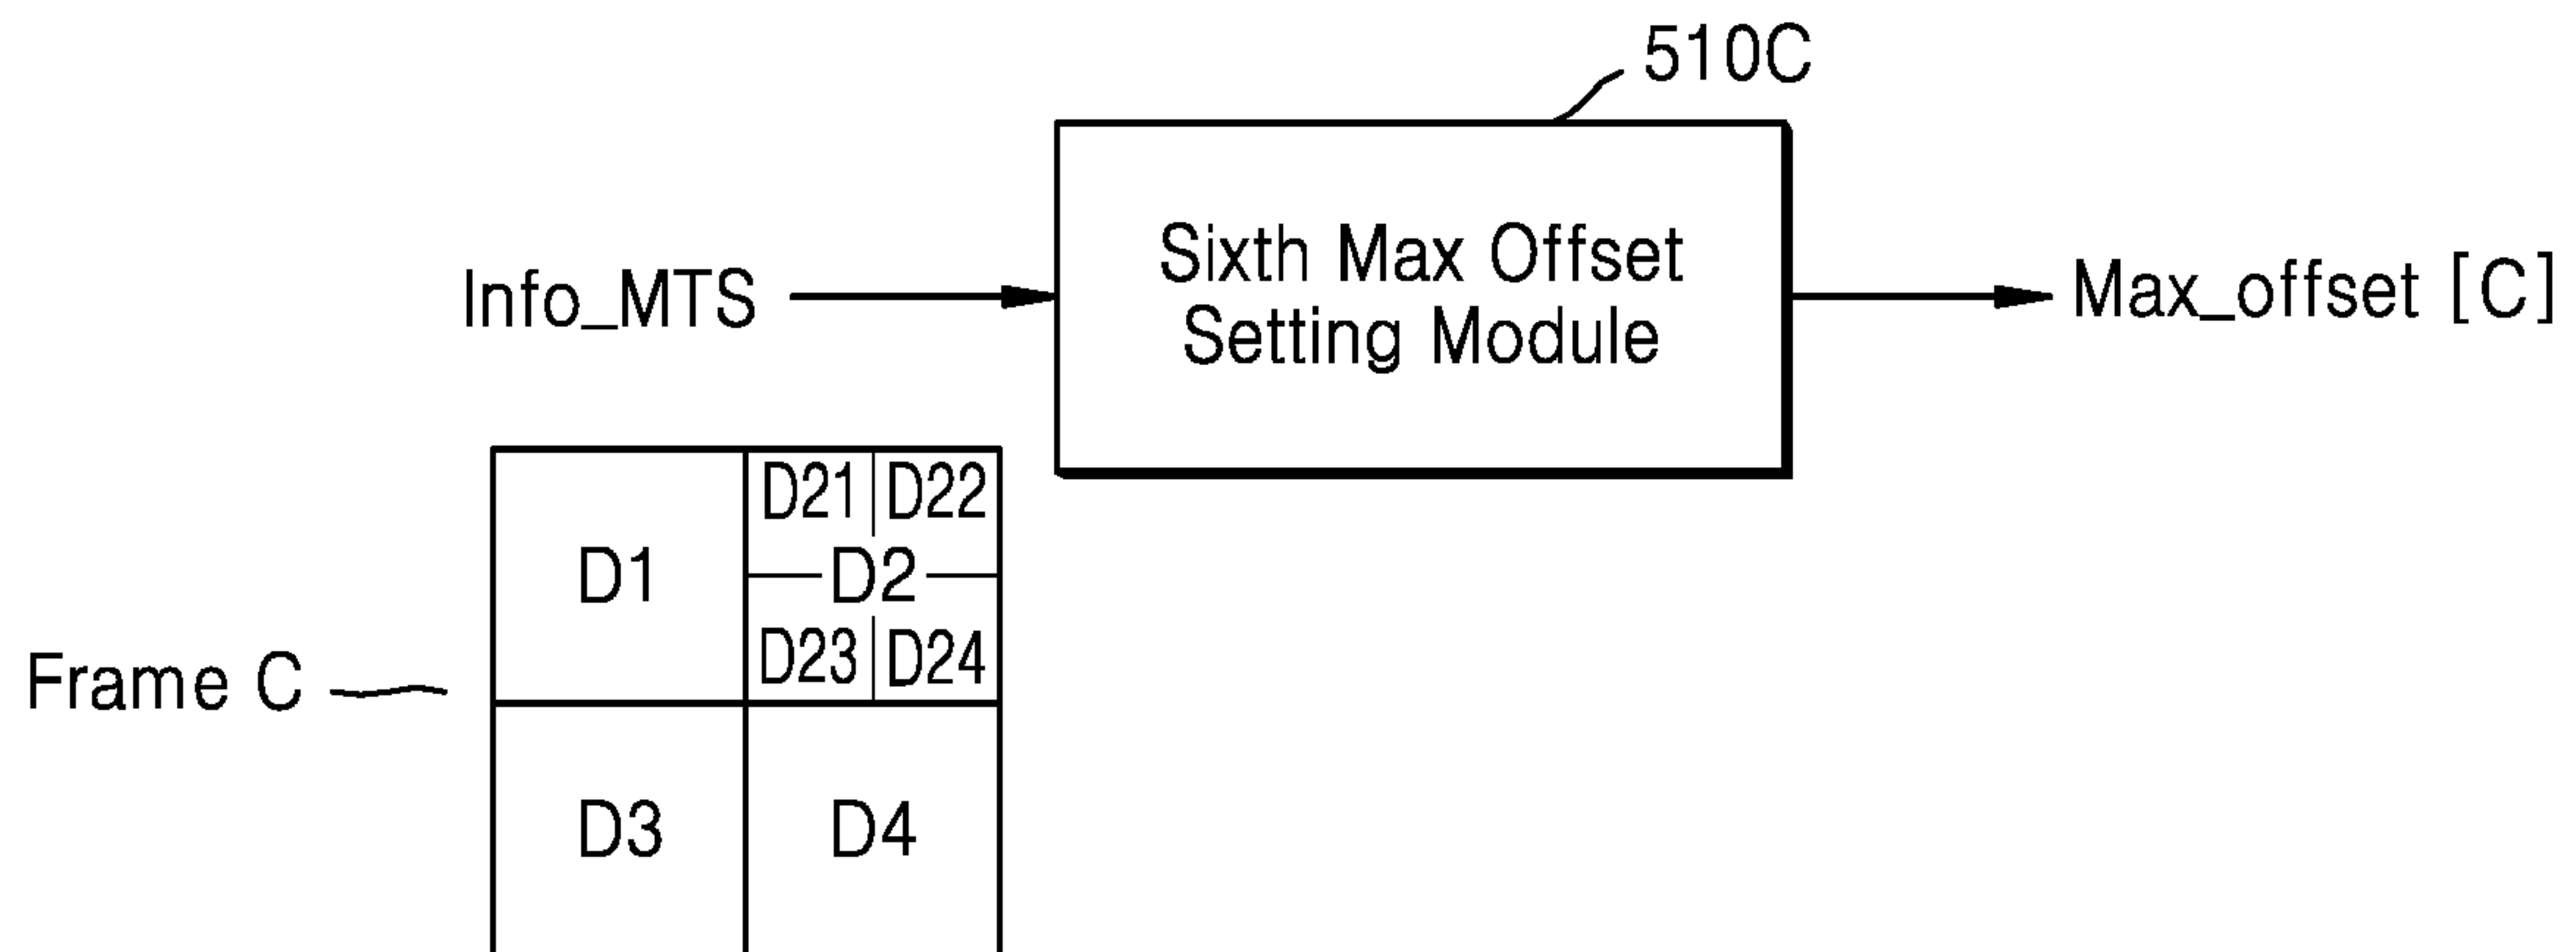 510C
Sixth Max Offset
Setting Module
Info_MTS
Max_offset [C]
D21 D22
D1
D2
D23 D24
Frame C
D3
D4